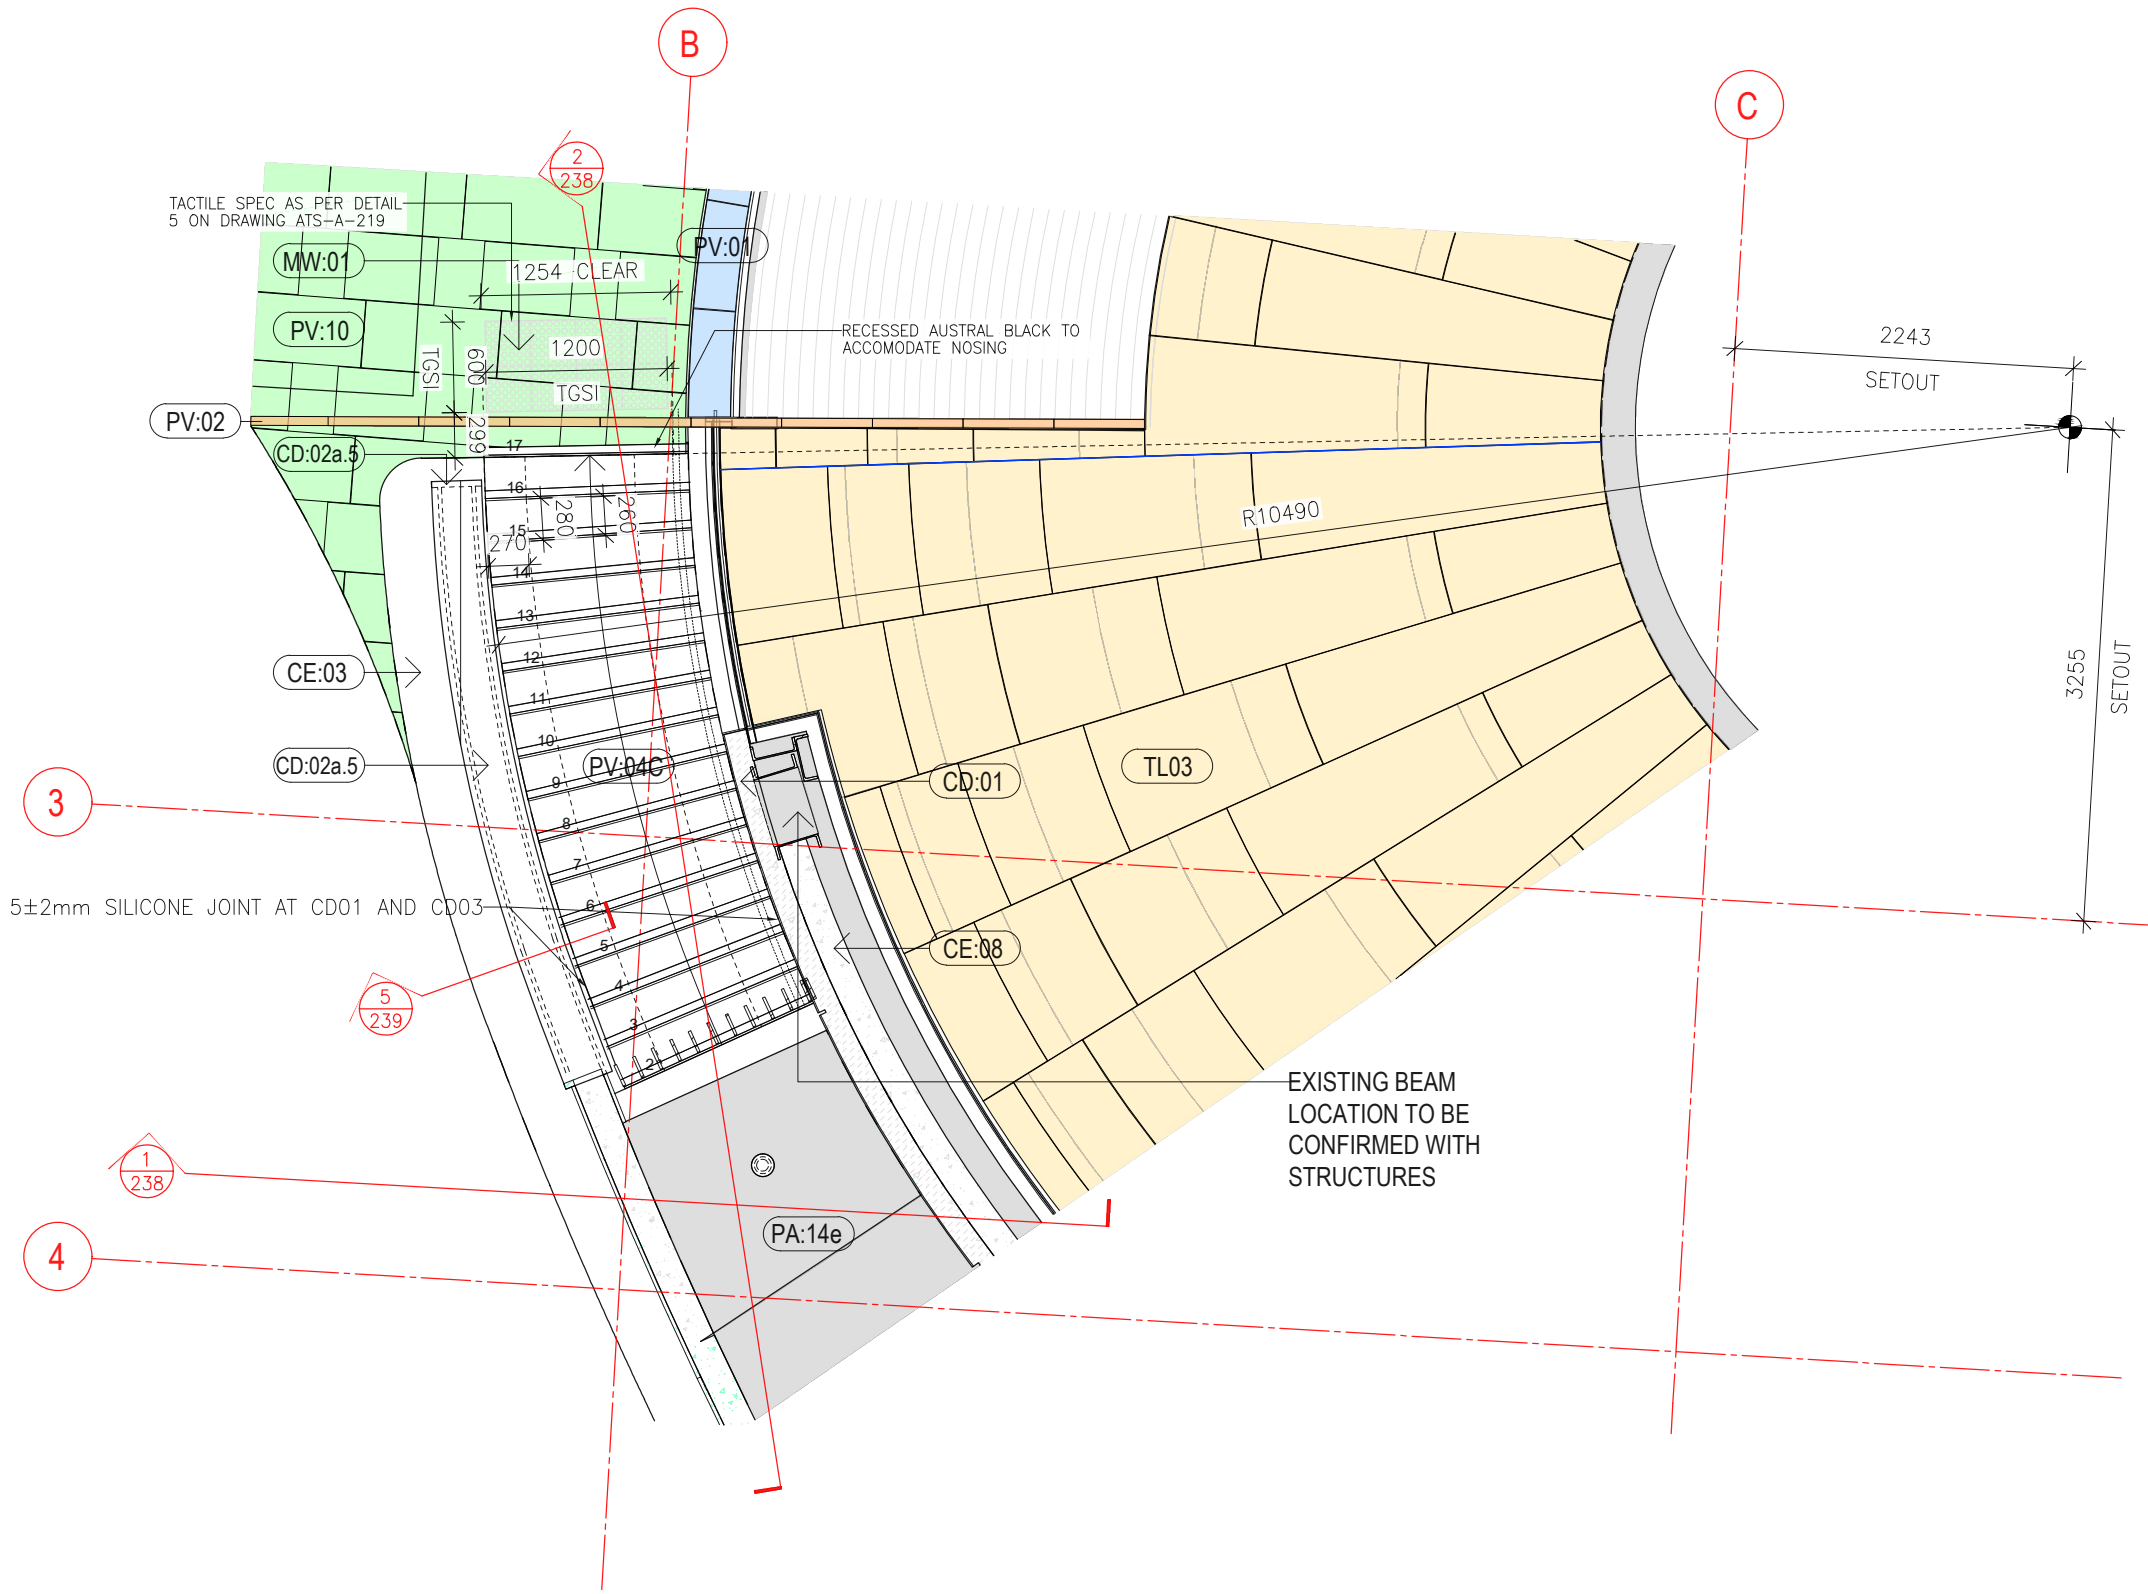 B
C
2
238
TACTILE SPEC AS PER DETAIL
5 ON DRAWING ATS-A-219
MW:01
PV:01
1254 CLEAR
PV:10
RECESSED AUSTRAL BLACK TO
ACCOMODATE NOSING
2243
SETOUT
TGSI
600
1200
TGSI
PV:02
299
CD:02a.5
17
16
15
280
260
270
14
R10490
13
12
11
10
9
8
7
6
5
4
3
2
CE:03
3255
SETOUT
CD:02a.5
PV:04C
CD:01
TL03
3
5±2mm SILICONE JOINT AT CD01 AND CD03
CE:08
5
239
EXISTING BEAM
LOCATION TO BE
CONFIRMED WITH
STRUCTURES
1
238
PA:14e
4